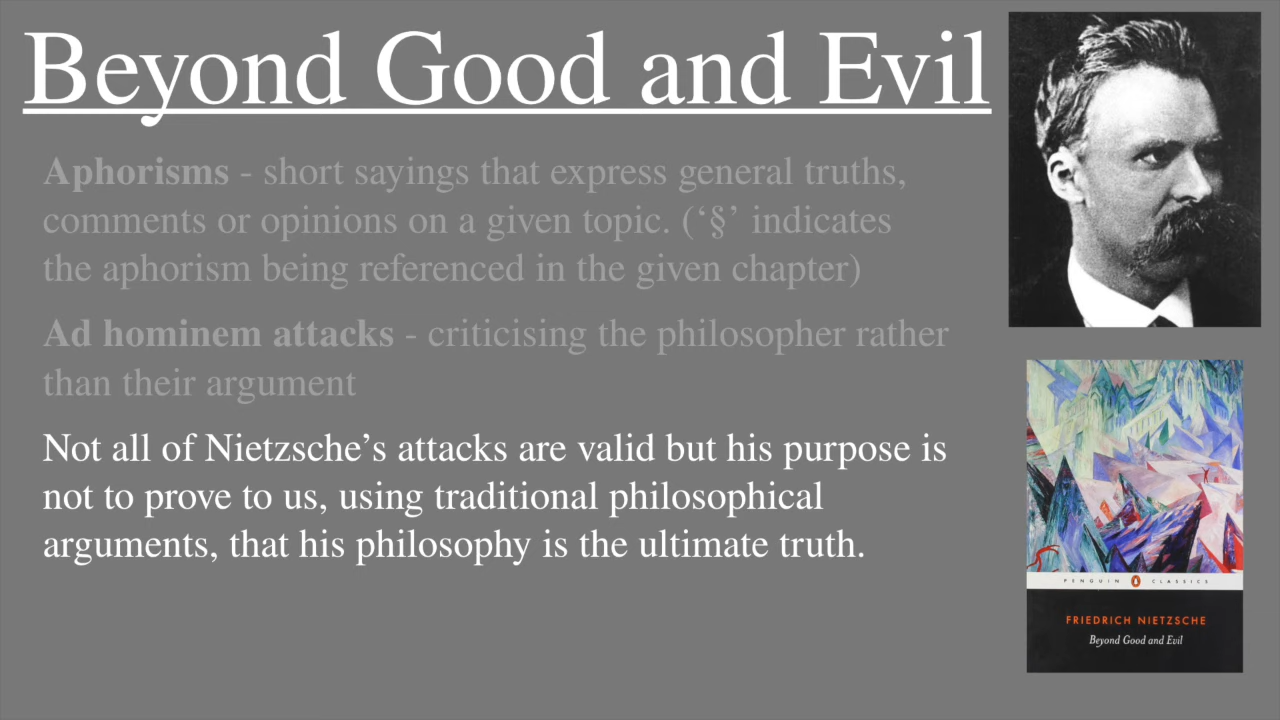 Beyond Good and Evil
Aphorisms - short sayings that express general truths,
comments or opinions on a given topic. (‘§’ indicates
the aphorism being referenced in the given chapter)
Ad hominem attacks - criticising the philosopher rather
than their argument
Not all of Nietzsche’s attacks are valid but his purpose is
not to prove to us, using traditional philosophical
arguments, that his philosophy is the ultimate truth.
PENGUIN CLASSICS
FRIEDRICH NIETZSCHE
Beyond Good and Evil